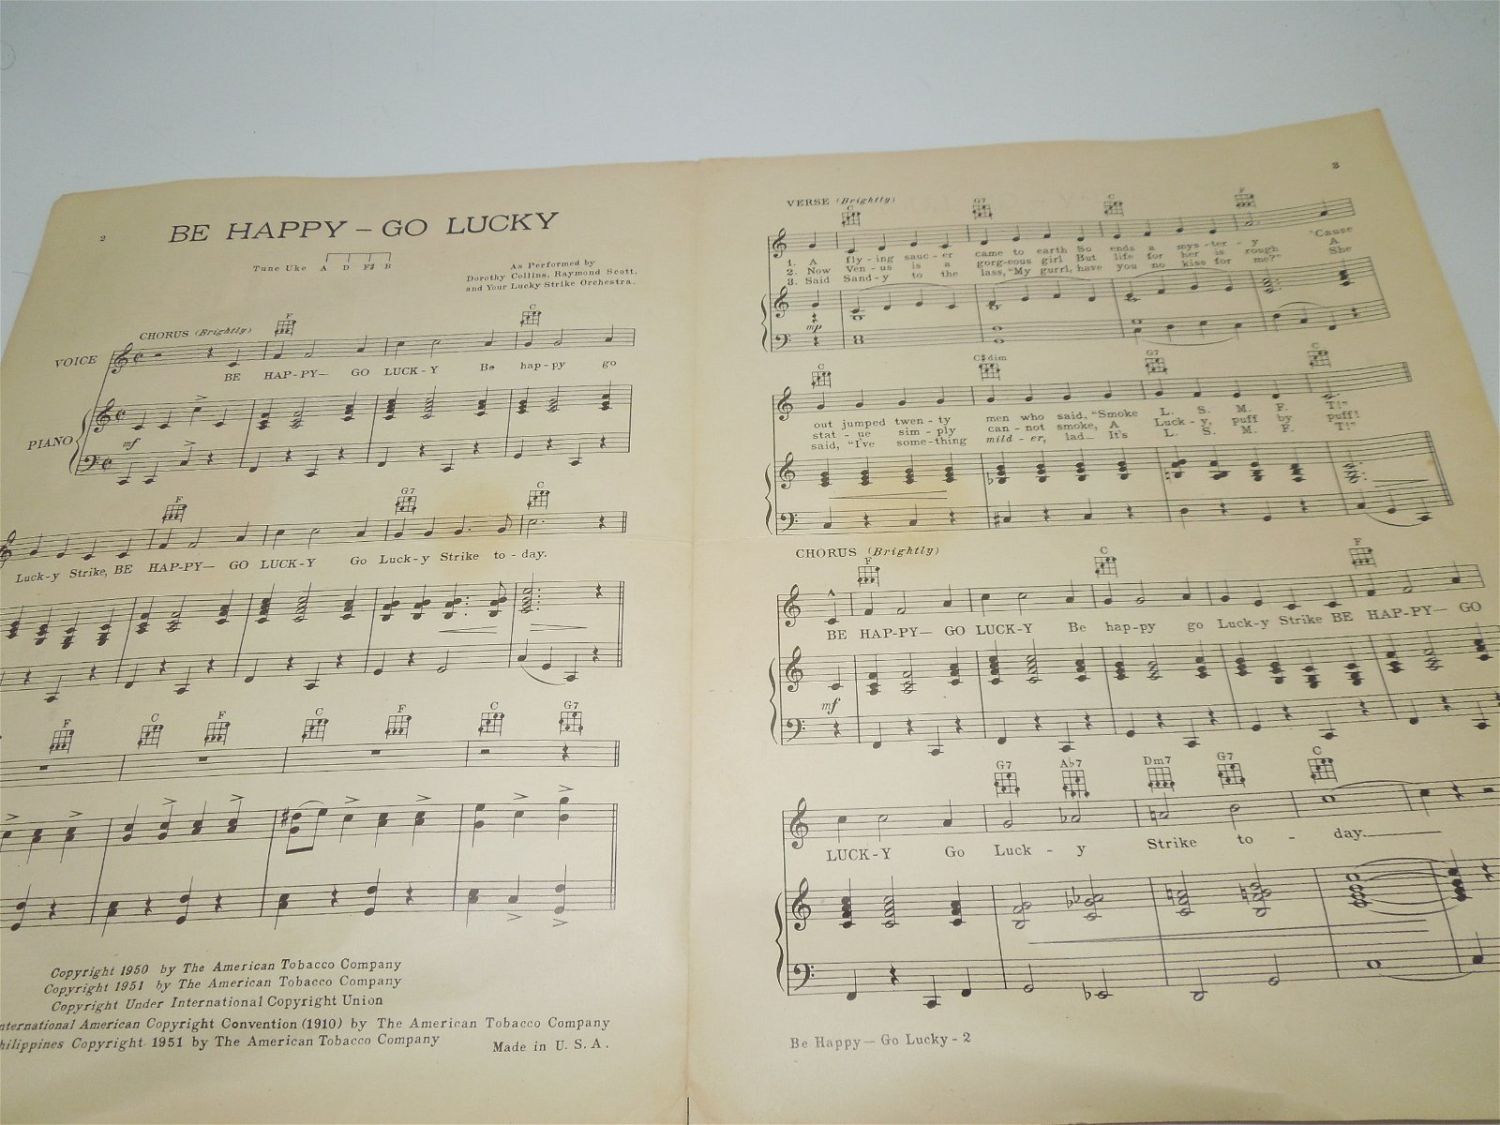 2
BE HAPPY – GO LUCKY
Tune Uke A D F♯ B
As Performed by
Dorothy Collins, Raymond Scott,
and Your Lucky Strike Orchestra.
CHORUS (Brightly)
F C
VOICE
BE HAP-PY— GO LUCK-Y Be hap-py go
PIANO
mf
F G7 C
Luck-y Strike, BE HAP-PY— GO LUCK-Y Go Luck-y Strike to-day.
F C F C F C G7
Copyright 1950 by The American Tobacco Company
Copyright 1951 by The American Tobacco Company
Copyright Under International Copyright Union
International American Copyright Convention (1910) by The American Tobacco Company
Philippines Copyright 1951 by The American Tobacco Company
Made in U. S. A.
3
VERSE (Brightly)
C G7 C F
1. A fly-ing sauc-er came to earth So ends a mys-ter-y 'Cause
2. Now Ven-us is a gorg-eous girl But life for her is rough A
3. Said Sand-y to the lass, "My gurrl, have you no kiss for me?" She
mp
C C♯dim G7 C
out jumped twen-ty men who said, "Smoke L. S. M. F. T!"
stat-ue sim-ply can-not smoke, A Luck-y, puff by puff!
said, "I've some-thing mild-er, lad— It's L. S. M. F. T!"
CHORUS (Brightly)
F C F
BE HAP-PY— GO LUCK-Y Be hap-py go Luck-y Strike BE HAP-PY— GO
mf
G7 A♭7 Dm7 G7 C
LUCK-Y Go Luck-y Strike to-day.
Be Happy— Go Lucky - 2